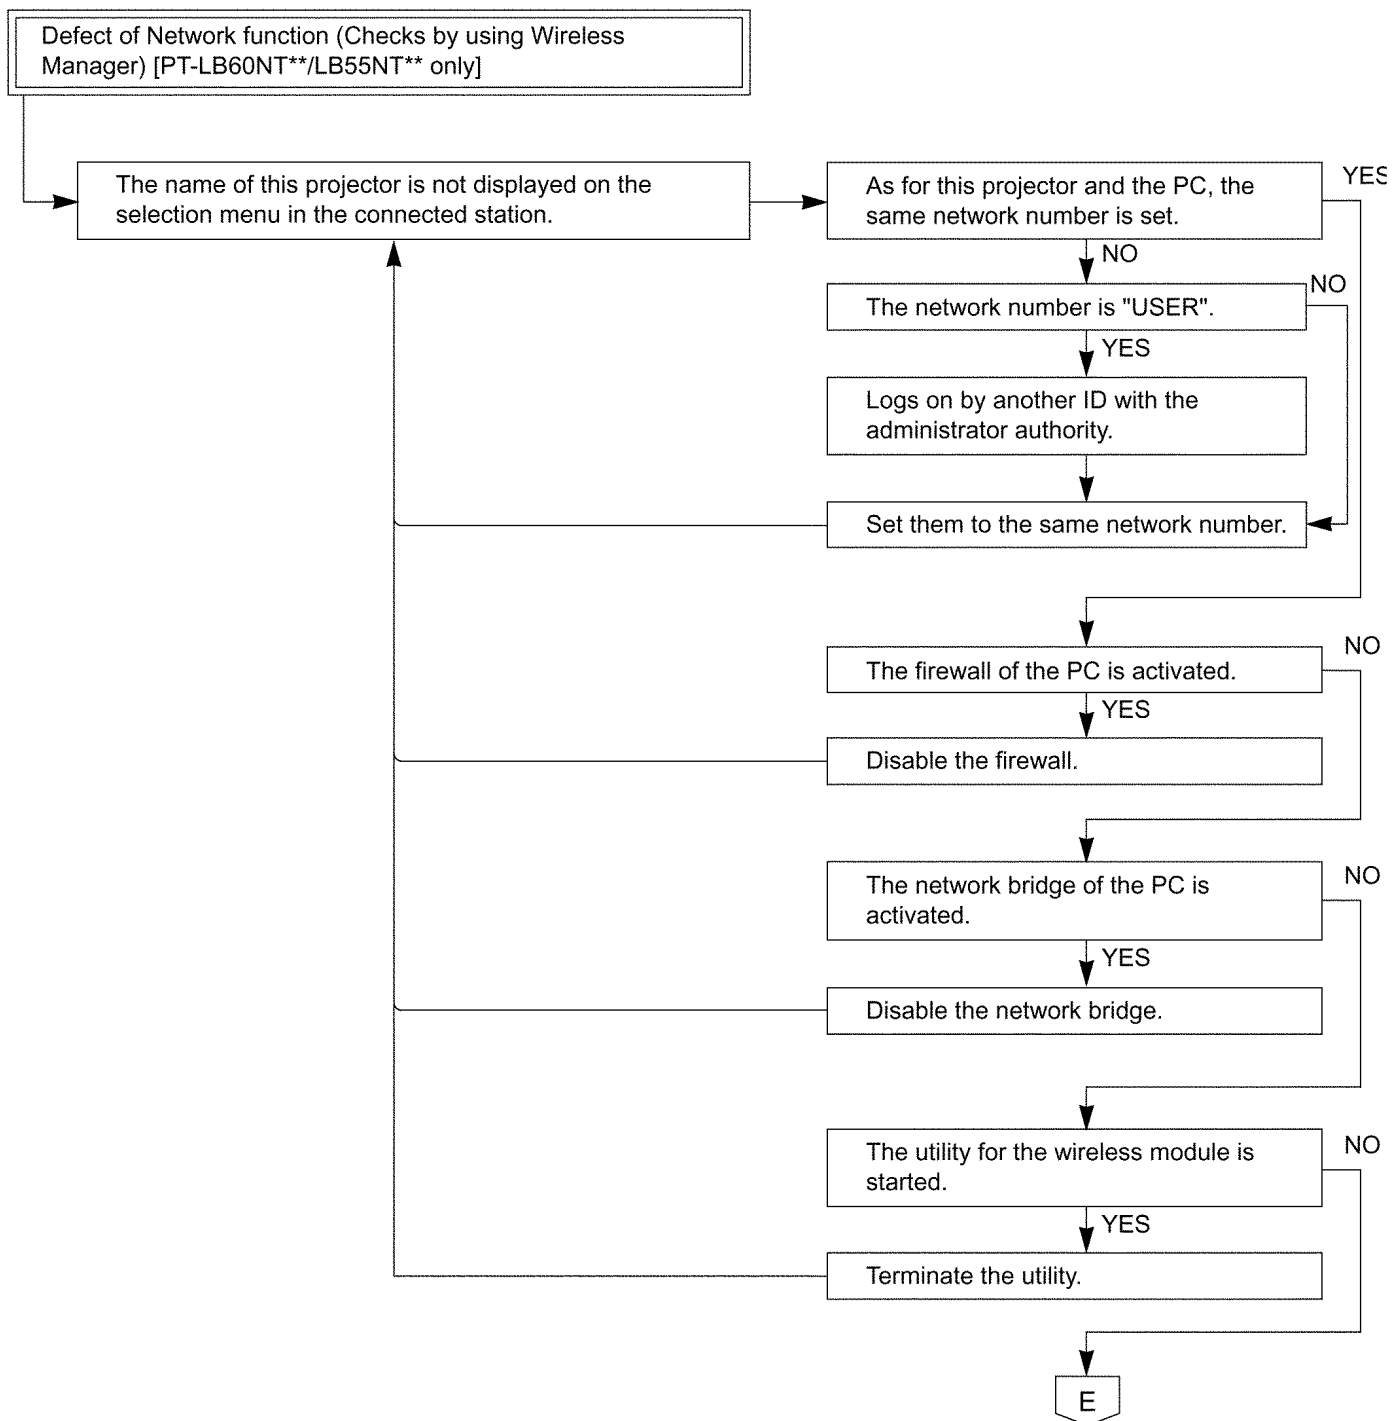 Defect of Network function (Checks by using Wireless
Manager) [PT-LB60NT**/LB55NT** only]
The name of this projector is not displayed on the
selection menu in the connected station.
As for this projector and the PC, the
same network number is set.
YES
NO
The network number is "USER".
NO
YES
Logs on by another ID with the
administrator authority.
Set them to the same network number.
The firewall of the PC is activated.
NO
YES
Disable the firewall.
The network bridge of the PC is
activated.
NO
YES
Disable the network bridge.
The utility for the wireless module is
started.
NO
YES
Terminate the utility.
E